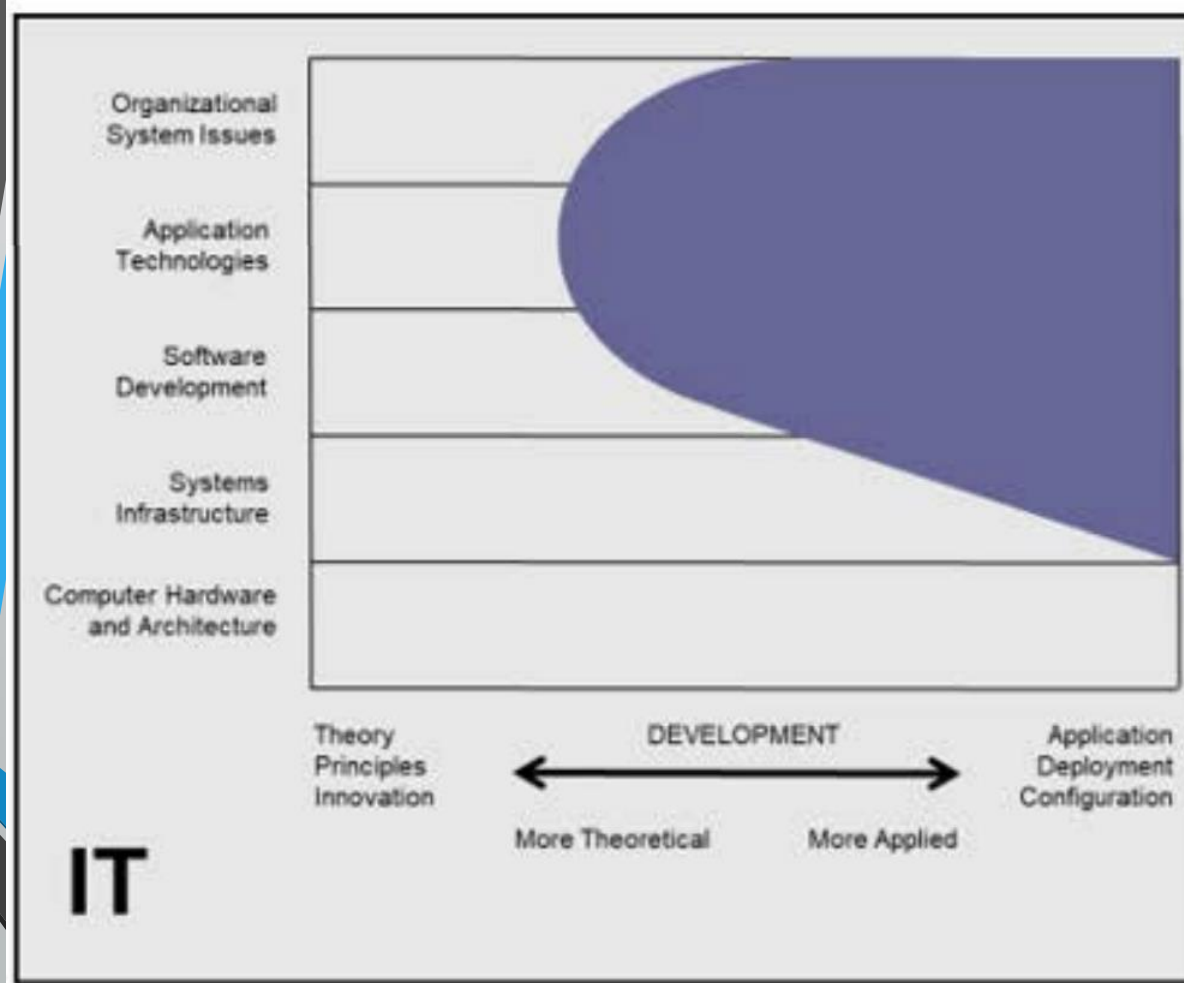 Organizational
System Issues
Application
Technologies
Software
Development
Systems
Infrastructure
Computer Hardware
and Architecture
Theory
Principles
Innovation
DEVELOPMENT
More Theoretical
More Applied
Application
Deployment
Configuration
IT